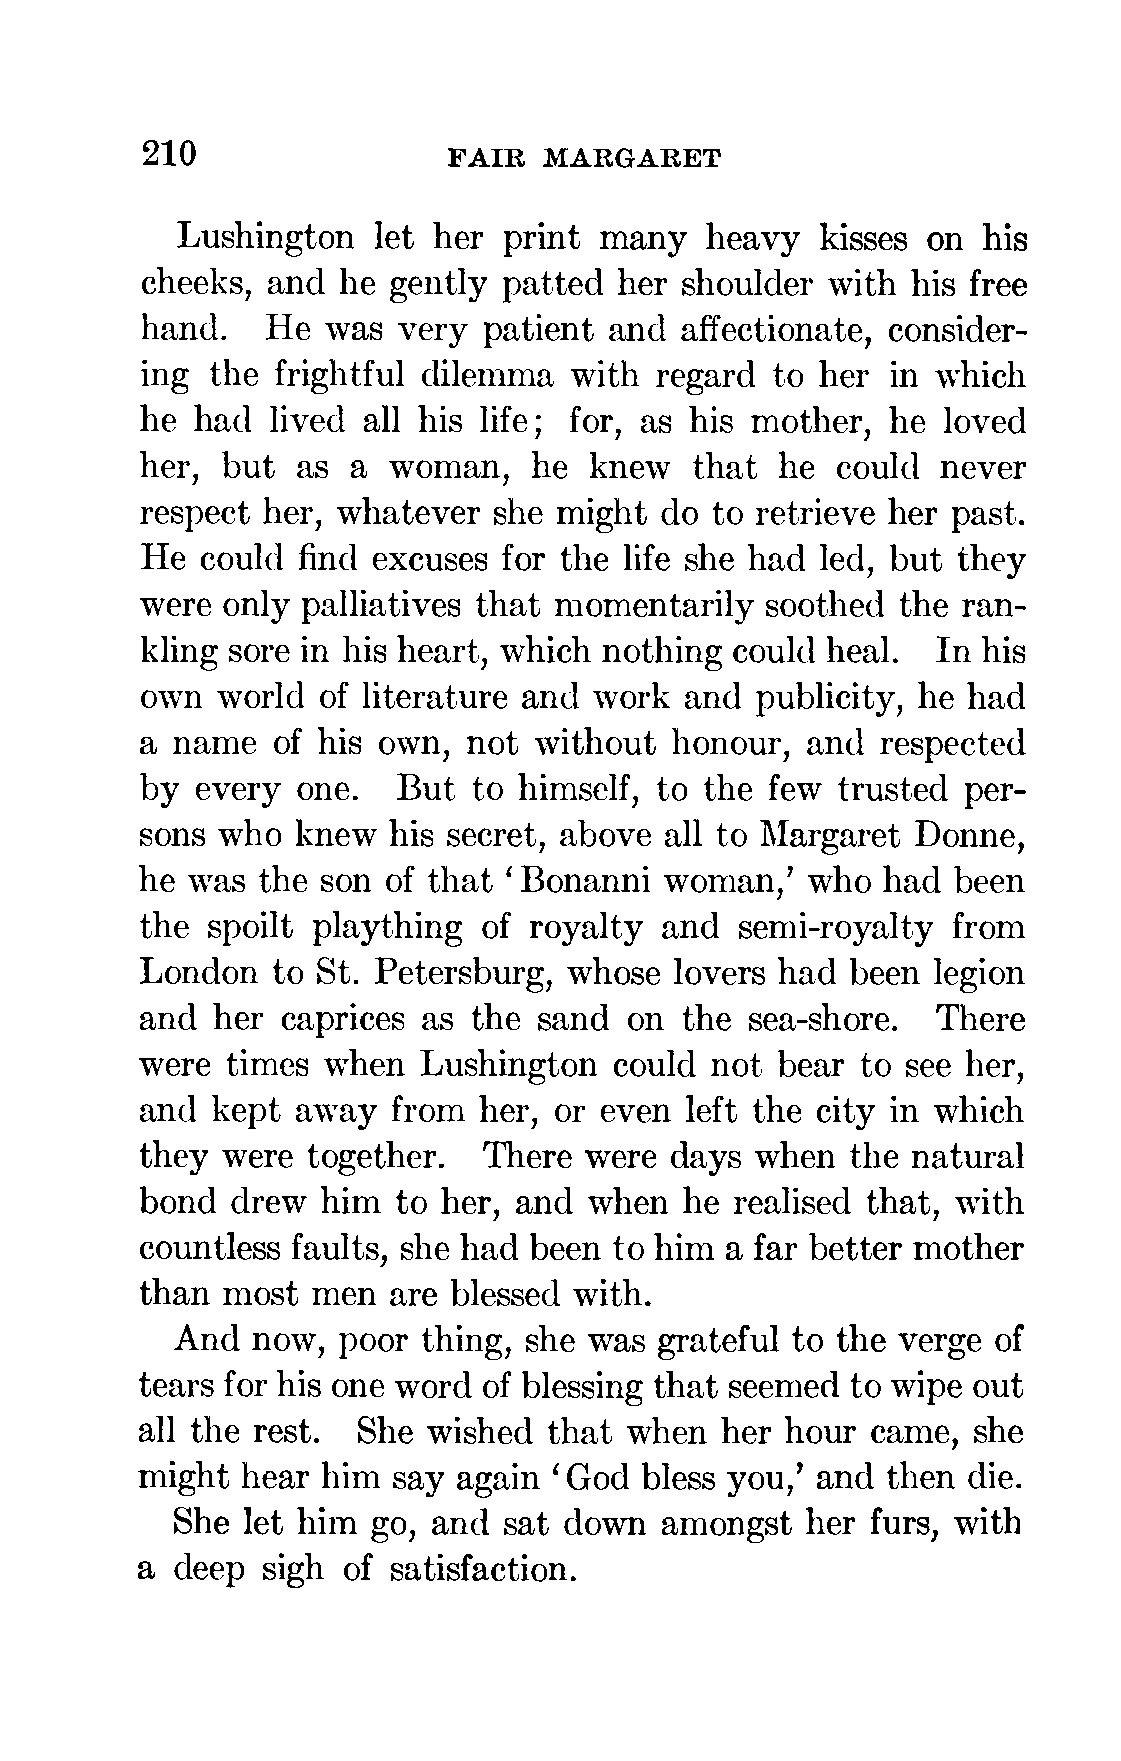 210 FAIR MARGARET
Lushington let her print many heavy kisses on his
cheeks, and he gently patted her shoulder with his free
hand. He was very patient and affectionate, consider-
ing the frightful dilemma with regard to her in which
he had lived all his life; for, as his mother, he loved
her, but as a woman, he knew that he could never
respect her, whatever she might do to retrieve her past.
He could find excuses for the life she had led, but they
were only palliatives that momentarily soothed the ran-
kling sore in his heart, which nothing could heal. In his
own world of literature and work and publicity, he had
a name of his own, not without honour, and respected
by every one. But to himself, to the few trusted per-
sons who knew his secret, above all to Margaret Donne,
he was the son of that ‘Bonanni woman,’ who had been
the spoilt plaything of royalty and semi-royalty from
London to St. Petersburg, whose lovers had been legion
and her caprices as the sand on the sea-shore. There
were times when Lushington could not bear to see her,
and kept away from her, or even left the city in which
they were together. There were days when the natural
bond drew him to her, and when he realised that, with
countless faults, she had been to him a far better mother
than most men are blessed with.
And now, poor thing, she was grateful to the verge of
tears for his one word of blessing that seemed to wipe out
all the rest. She wished that when her hour came, she
might hear him say again ‘God bless you,’ and then die.
She let him go, and sat down amongst her furs, with
a deep sigh of satisfaction.